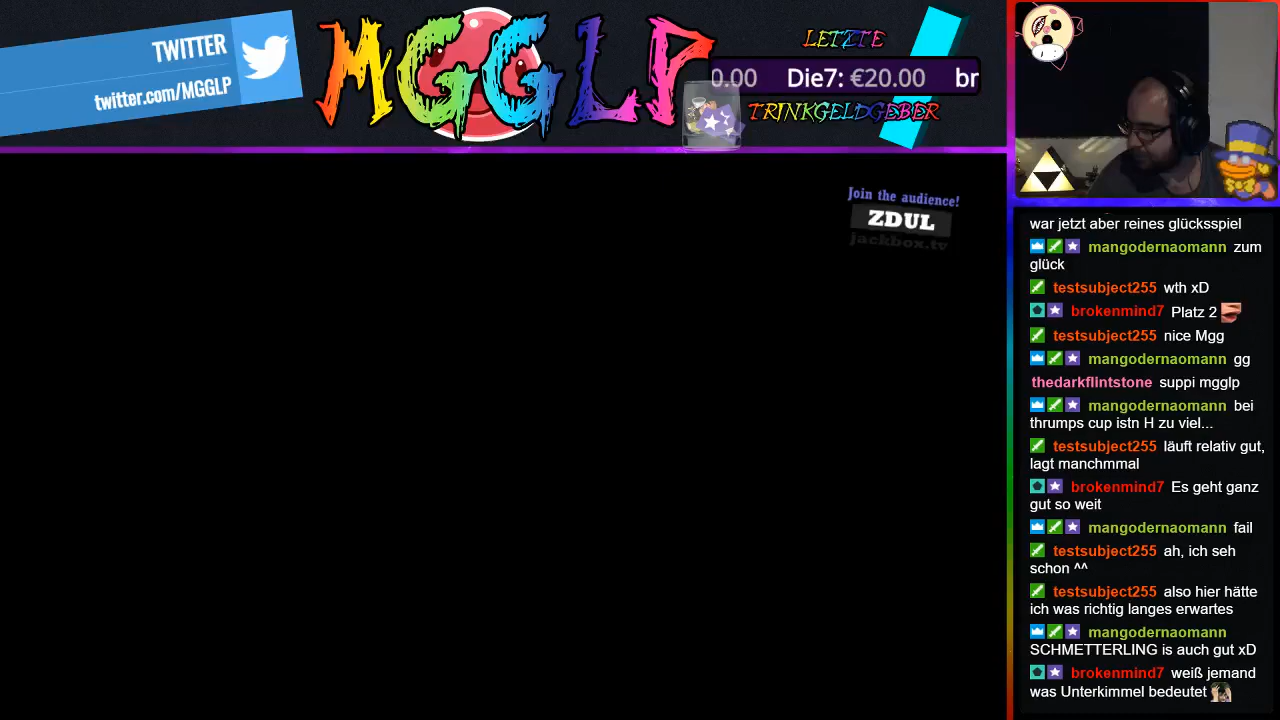 TWITTER
twitter.com/MGGLP
MGGLP
LETZTE
0.00 Die7: €20.00 br
TRINKGELDGEBER
Join the audience!
ZDUL
jackbox.tv
war jetzt aber reines glücksspiel
mangodernaomann zum
glück
testsubject255 wth xD
brokenmind7 Platz 2
testsubject255 nice Mgg
mangodernaomann gg
thedarkflintstone suppi mgglp
mangodernaomann bei
thrumps cup istn H zu viel...
testsubject255 läuft relativ gut,
lagt manchmmal
brokenmind7 Es geht ganz
gut so weit
mangodernaomann fail
testsubject255 ah, ich seh
schon ^^
testsubject255 also hier hätte
ich was richtig langes erwartes
mangodernaomann
SCHMETTERLING is auch gut xD
brokenmind7 weiß jemand
was Unterkimmel bedeutet